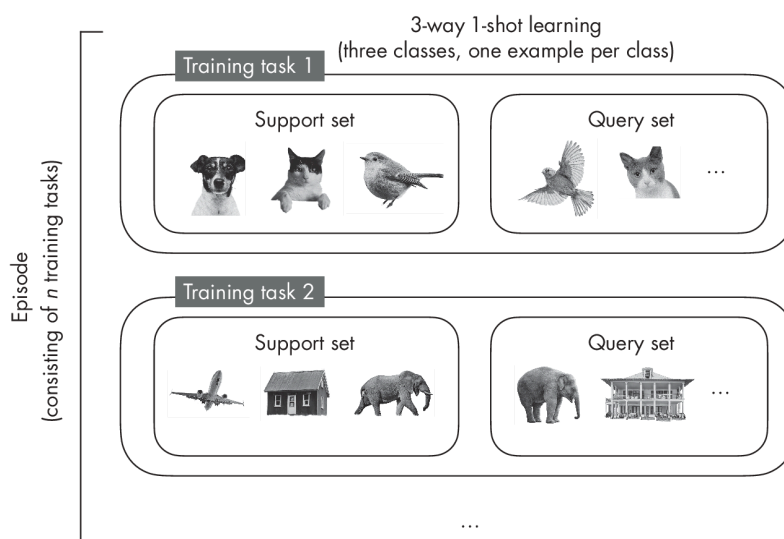 3-way 1-shot learning
(three classes, one example per class)
Training task 1
Support set
Query set
...
Training task 2
Support set
Query set
...
...
Episode
(consisting of n training tasks)